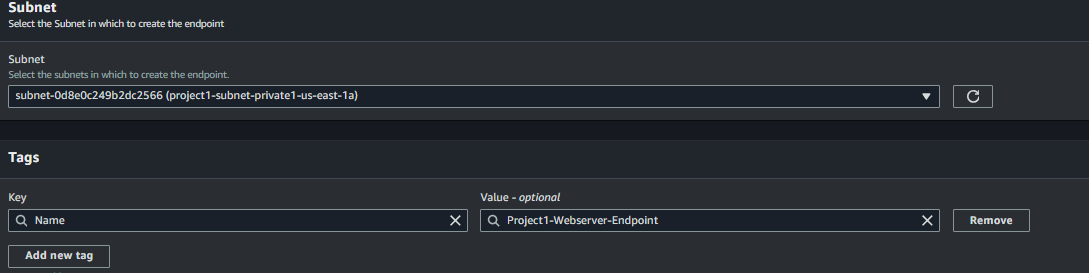 Subnet
Select the Subnet in which to create the endpoint
Subnet
Select the subnets in which to create the endpoint.
subnet-0d8e0c249b2dc2566 (project1-subnet-private1-us-east-1a)
Tags
Key Value - optional
Name Project1-Webserver-Endpoint Remove
Add new tag